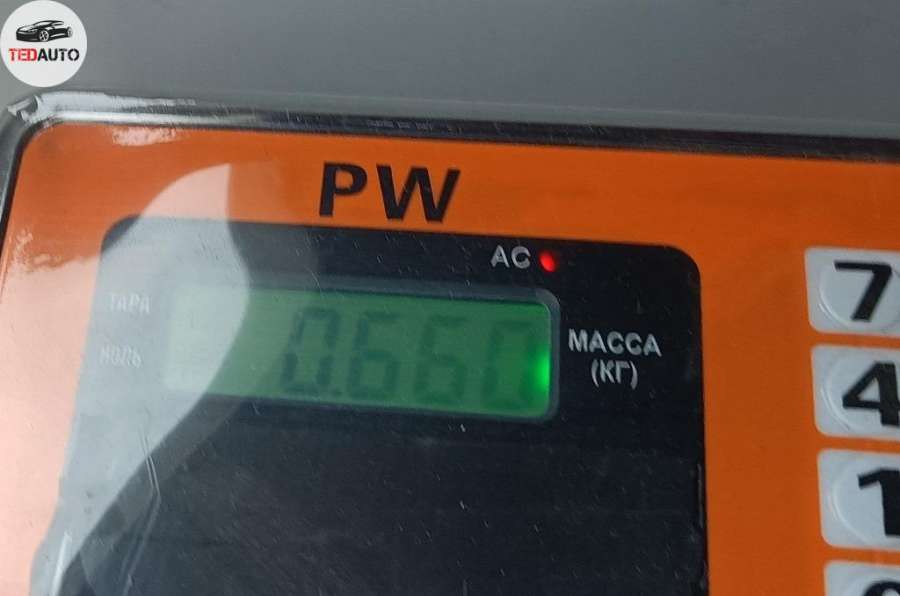 TEDAUTO
PW
AC
ТАРА
НОЛЬ
0.660
МАССА
(КГ)
7
4
1